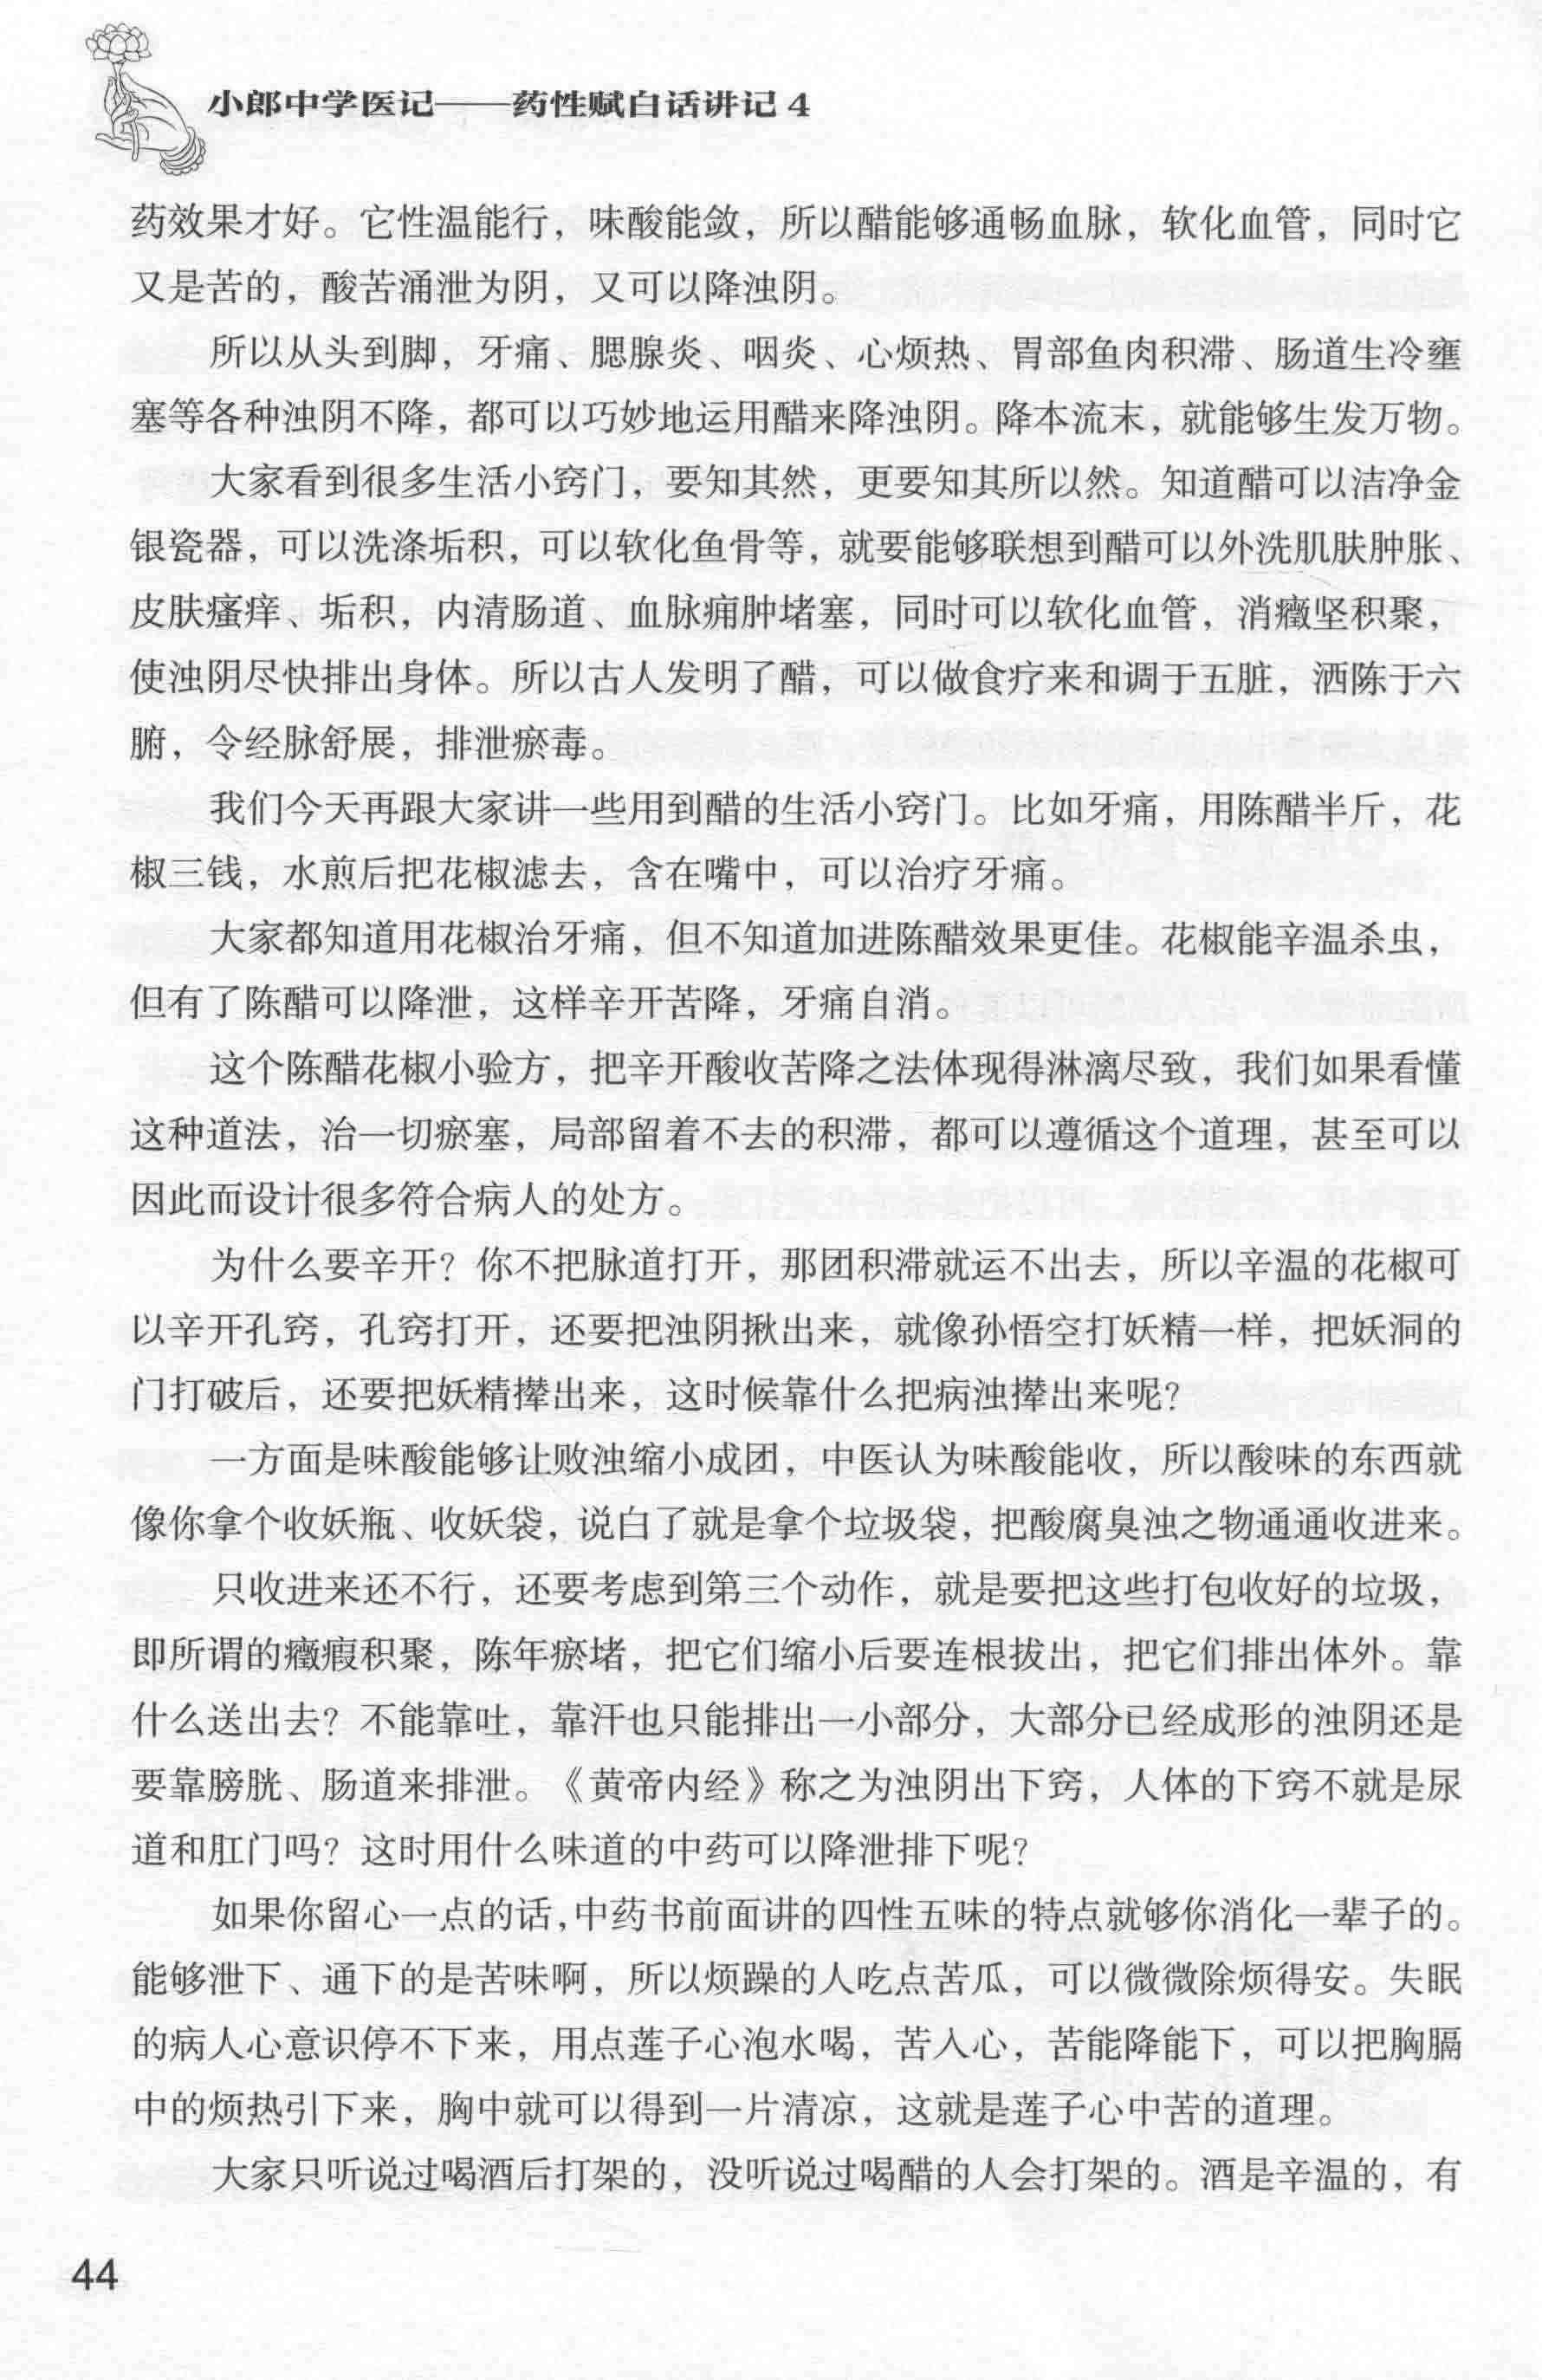 小郎中学医记——药性赋白话讲记 4
药效果才好。它性温能行，味酸能敛，所以醋能够通畅血脉，软化血管，同时它
又是苦的，酸苦涌泄为阴，又可以降浊阴。
所以从头到脚，牙痛、腮腺炎、咽炎、心烦热、胃部鱼肉积滞、肠道生冷壅
塞等各种浊阴不降，都可以巧妙地运用醋来降浊阴。降本流末，就能够生发万物。
大家看到很多生活小窍门，要知其然，更要知其所以然。知道醋可以洁净金
银瓷器，可以洗涤垢积，可以软化鱼骨等，就要能够联想到醋可以外洗肌肤肿胀、
皮肤瘙痒、垢积，内清肠道、血脉痈肿堵塞，同时可以软化血管，消癥坚积聚，
使浊阴尽快排出身体。所以古人发明了醋，可以做食疗来和调于五脏，洒陈于六
腑，令经脉舒展，排泄瘀毒。
我们今天再跟大家讲一些用到醋的生活小窍门。比如牙痛，用陈醋半斤，花
椒三钱，水煎后把花椒滤去，含在嘴中，可以治疗牙痛。
大家都知道用花椒治牙痛，但不知道加进陈醋效果更佳。花椒能辛温杀虫，
但有了陈醋可以降泄，这样辛开苦降，牙痛自消。
这个陈醋花椒小验方，把辛开酸收苦降之法体现得淋漓尽致，我们如果看懂
这种道法，治一切瘀塞，局部留着不去的积滞，都可以遵循这个道理，甚至可以
因此而设计很多符合病人的处方。
为什么要辛开？你不把脉道打开，那团积滞就运不出去，所以辛温的花椒可
以辛开孔窍，孔窍打开，还要把浊阴揪出来，就像孙悟空打妖精一样，把妖洞的
门打破后，还要把妖精撵出来，这时候靠什么把病浊撵出来呢？
一方面是味酸能够让败浊缩小成团，中医认为味酸能收，所以酸味的东西就
像你拿个收妖瓶、收妖袋，说白了就是拿个垃圾袋，把酸腐臭浊之物通通收进来。
只收进来还不行，还要考虑到第三个动作，就是要把这些打包收好的垃圾，
即所谓的癥瘕积聚，陈年瘀堵，把它们缩小后要连根拔出，把它们排出体外。靠
什么送出去？不能靠吐，靠汗也只能排出一小部分，大部分已经成形的浊阴还是
要靠膀胱、肠道来排泄。《黄帝内经》称之为浊阴出下窍，人体的下窍不就是尿
道和肛门吗？这时用什么味道的中药可以降泄排下呢？
如果你留心一点的话，中药书前面讲的四性五味的特点就够你消化一辈子的。
能够泄下、通下的是苦味啊，所以烦躁的人吃点苦瓜，可以微微除烦得安。失眠
的病人心意识停不下来，用点莲子心泡水喝，苦入心，苦能降能下，可以把胸膈
中的烦热引下来，胸中就可以得到一片清凉，这就是莲子心中苦的道理。
大家只听说过喝酒后打架的，没听说过喝醋的人会打架的。酒是辛温的，有
44